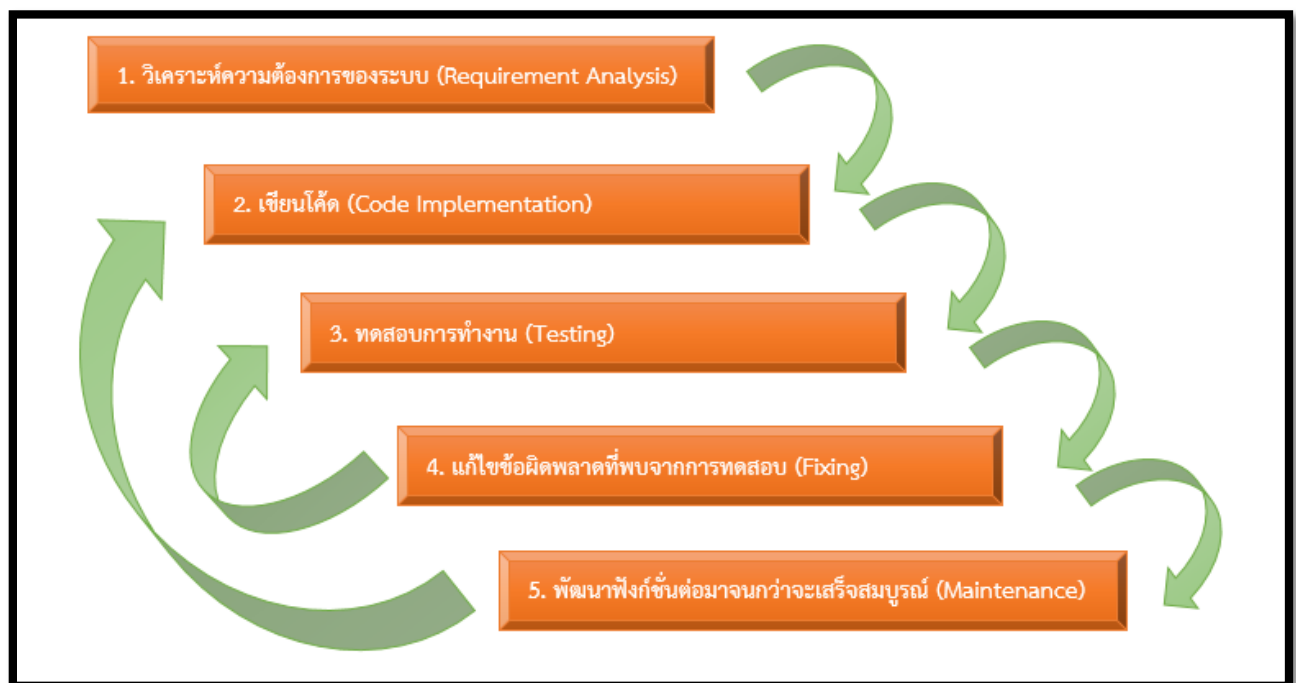 1. วิเคราะห์ความต้องการของระบบ (Requirement Analysis)
2. เขียนโค้ด (Code Implementation)
3. ทดสอบการทำงาน (Testing)
4. แก้ไขข้อผิดพลาดที่พบจากการทดสอบ (Fixing)
5. พัฒนาฟังก์ชั่นต่อมาจนกว่าจะเสร็จสมบูรณ์ (Maintenance)